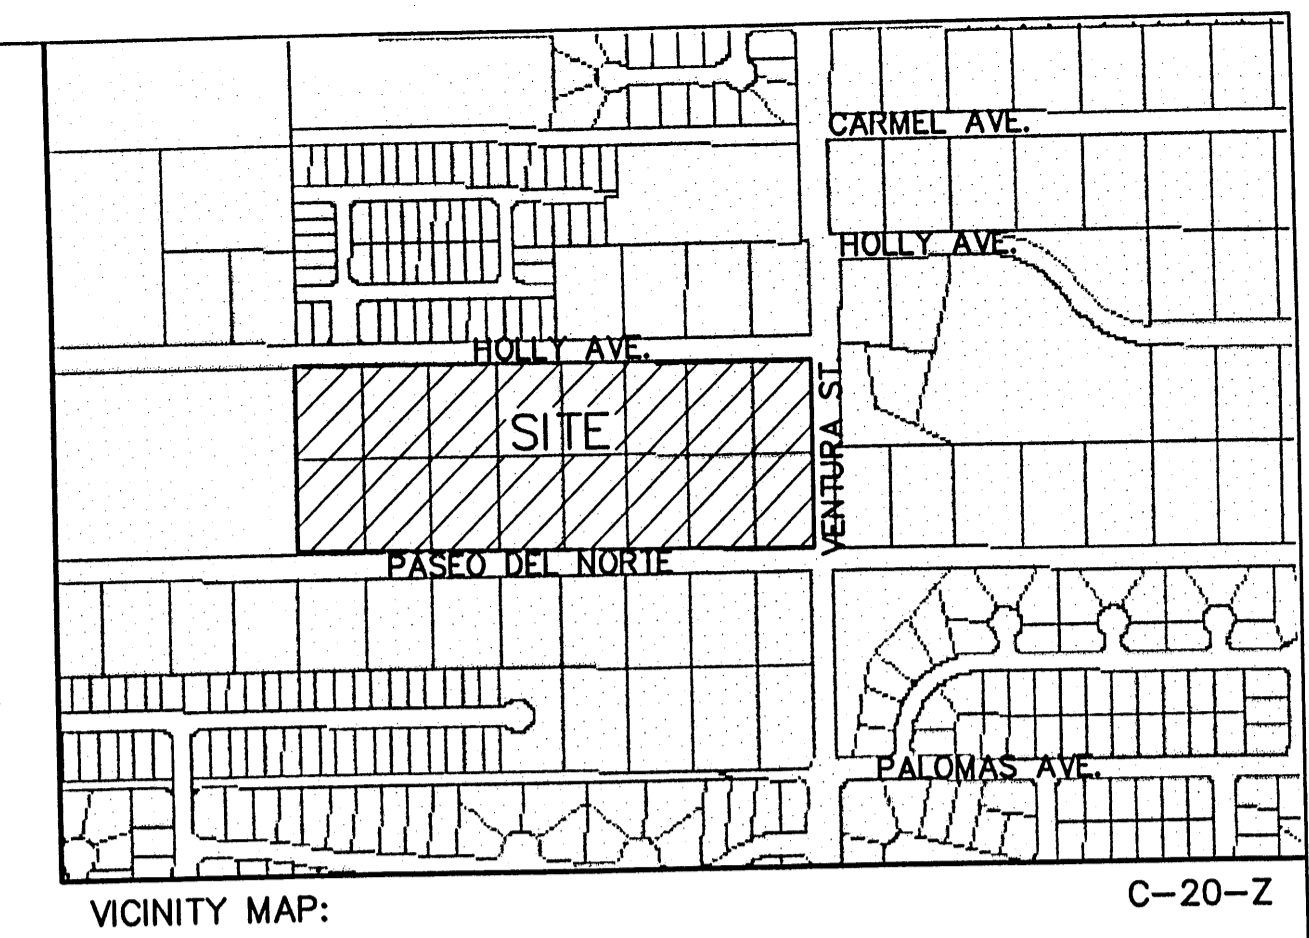 CARMEL AVE.
HOLLY AVE.
HOLLY AVE.
SITE
VENTURA ST.
PASEO DEL NORTE
PALOMAS AVE.
VICINITY MAP:
C-20-Z